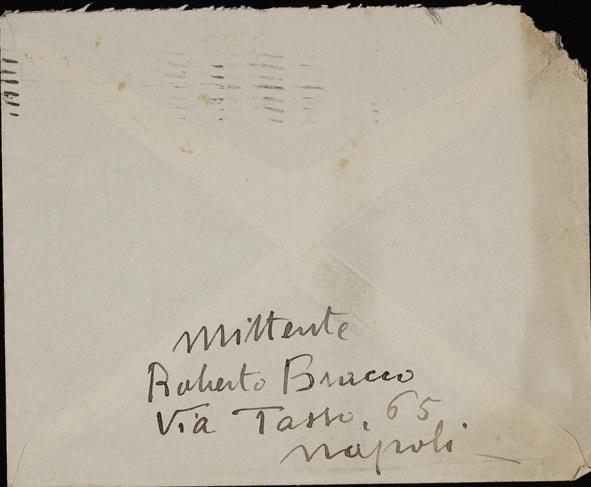 Mittente
Roberto Bracco
Via Tasso, 65
Napoli